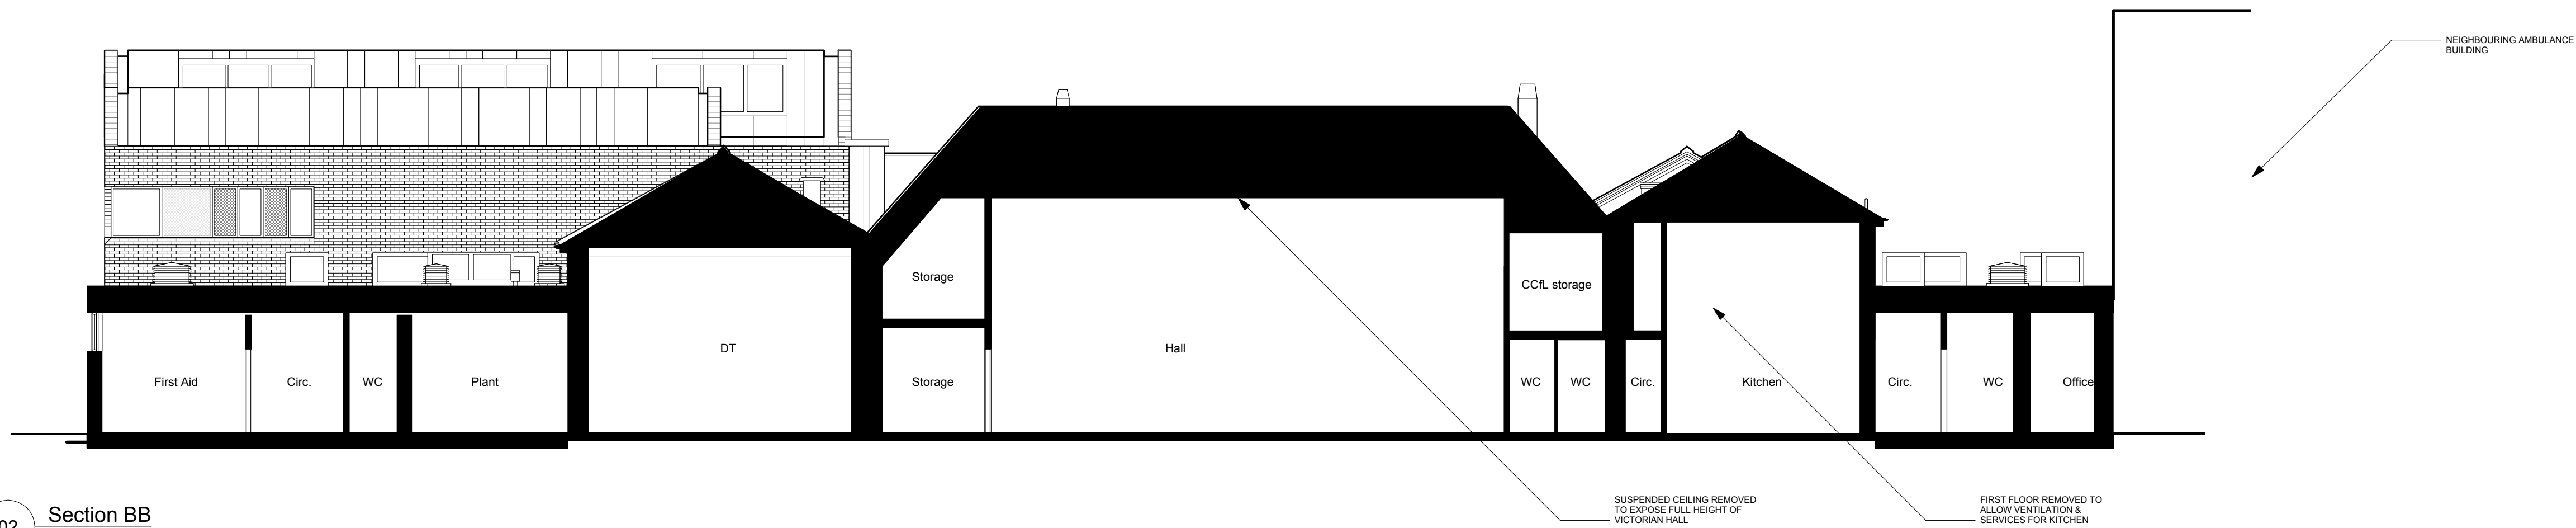 NEIGHBOURING AMBULANCE
BUILDING
Storage
CCfL storage
DT
Hall
First Aid
Circ.
WC
Plant
Storage
WC
WC
Circ.
Kitchen
Circ.
WC
Office
SUSPENDED CEILING REMOVED
TO EXPOSE FULL HEIGHT OF
VICTORIAN HALL
FIRST FLOOR REMOVED TO
ALLOW VENTILATION &
SERVICES FOR KITCHEN
02
Section BB